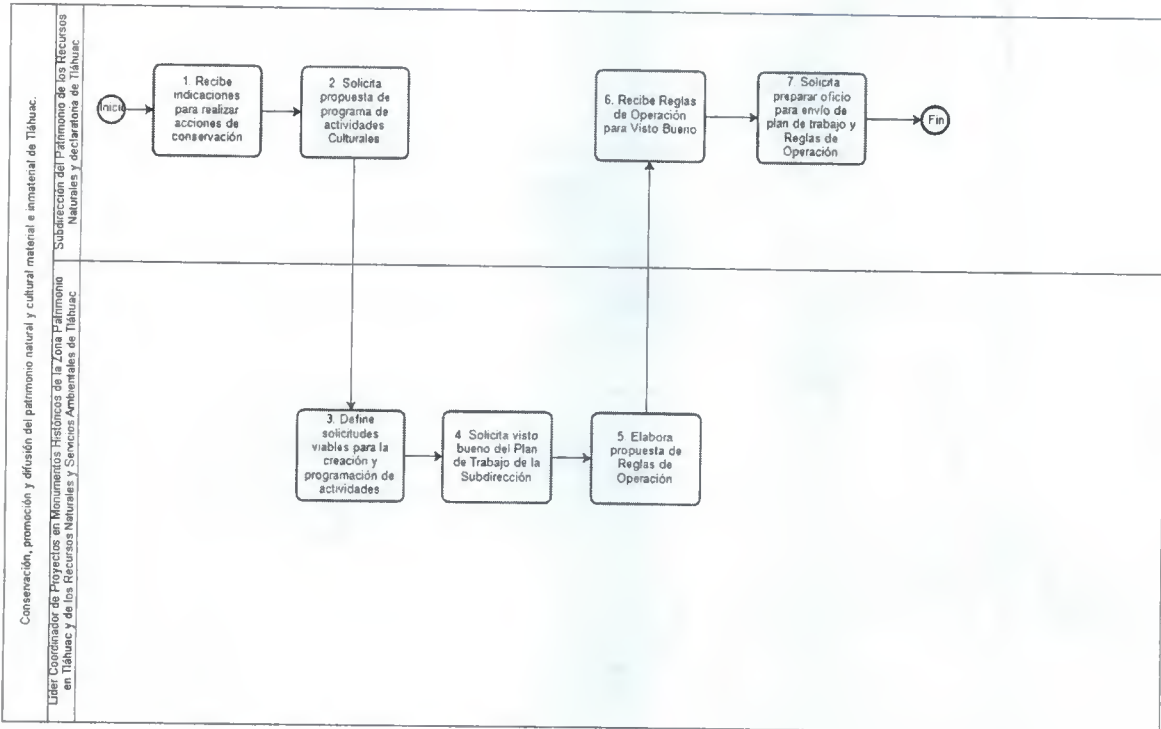 Conservación, promoción y difusión del patrimonio natural y cultural material e inmaterial de Tláhuac.
Subdirección del Patrimonio de los Recursos
Naturales y declaratoria de Tláhuac
Inicio
1. Recibe
indicaciones
para realizar
acciones de
conservación
2 Solicita
propuesta de
programa de
actividades
Culturales
6. Recibe Reglas
de Operación
para Visto Bueno
7 Solicita
preparar oficio
para envío de
plan de trabajo y
Reglas de
Operación
Fin
Líder Coordinador de Proyectos en Monumentos Históricos de la Zona Patrimonio
en Tláhuac y de los Recursos Naturales y Servicios Ambientales de Tláhuac
3. Define
solicitudes
viables para la
creación y
programación de
actividades
4 Solicita visto
bueno del Plan
de Trabajo de la
Subdirección
5. Elabora
propuesta de
Reglas de
Operación